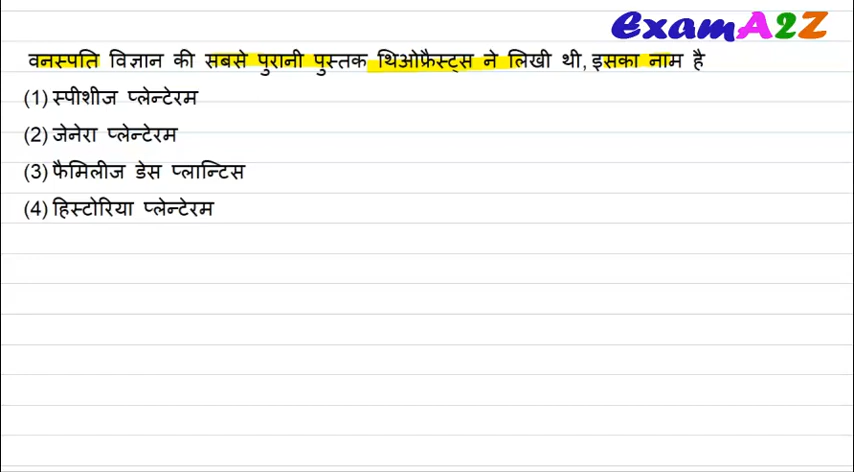 ExamA2Z
वनस्पति विज्ञान की सबसे पुरानी पुस्तक थिओफ्रैस्ट्स ने लिखी थी, इसका नाम है
(1) स्पीशीज प्लेन्टेरम
(2) जेनेरा प्लेन्टेरम
(3) फैमिलीज डेस प्लान्टिस
(4) हिस्टोरिया प्लेन्टेरम